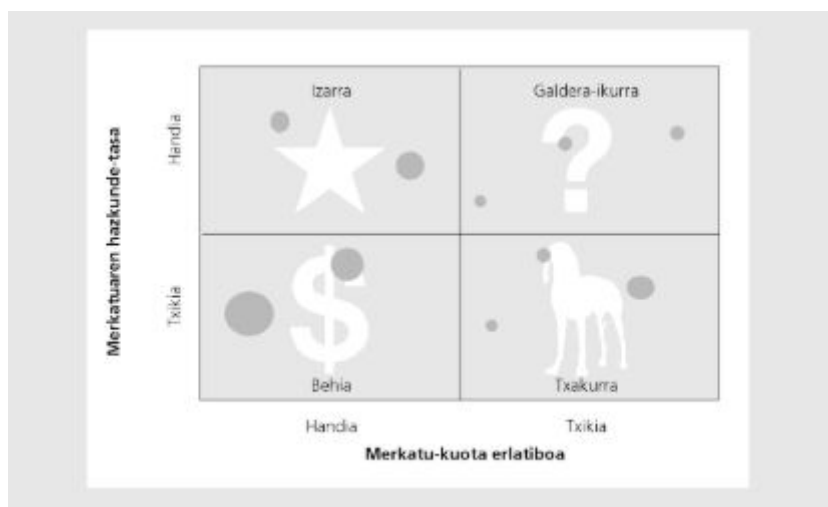 Izarra
Galdera-ikurra
Merkatuaren hazkunde-tasa
Handia
Txikia
Behia
Txakurra
Handia
Txikia
Merkatu-kuota erlatiboa